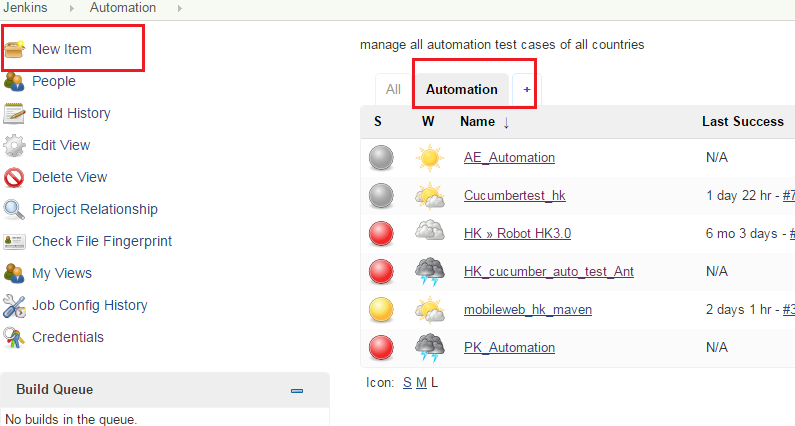 Jenkins Automation
New Item
People
Build History
Edit View
Delete View
Project Relationship
Check File Fingerprint
My Views
Job Config History
Credentials
Build Queue
No builds in the queue.
manage all automation test cases of all countries
All Automation +
S W Name ↓ Last Success
AE_Automation N/A
Cucumbertest_hk 1 day 22 hr - #7
HK » Robot HK3.0 6 mo 3 days - #
HK_cucumber_auto_test_Ant N/A
mobileweb_hk_maven 2 days 1 hr - #3
PK_Automation N/A
Icon: S M L